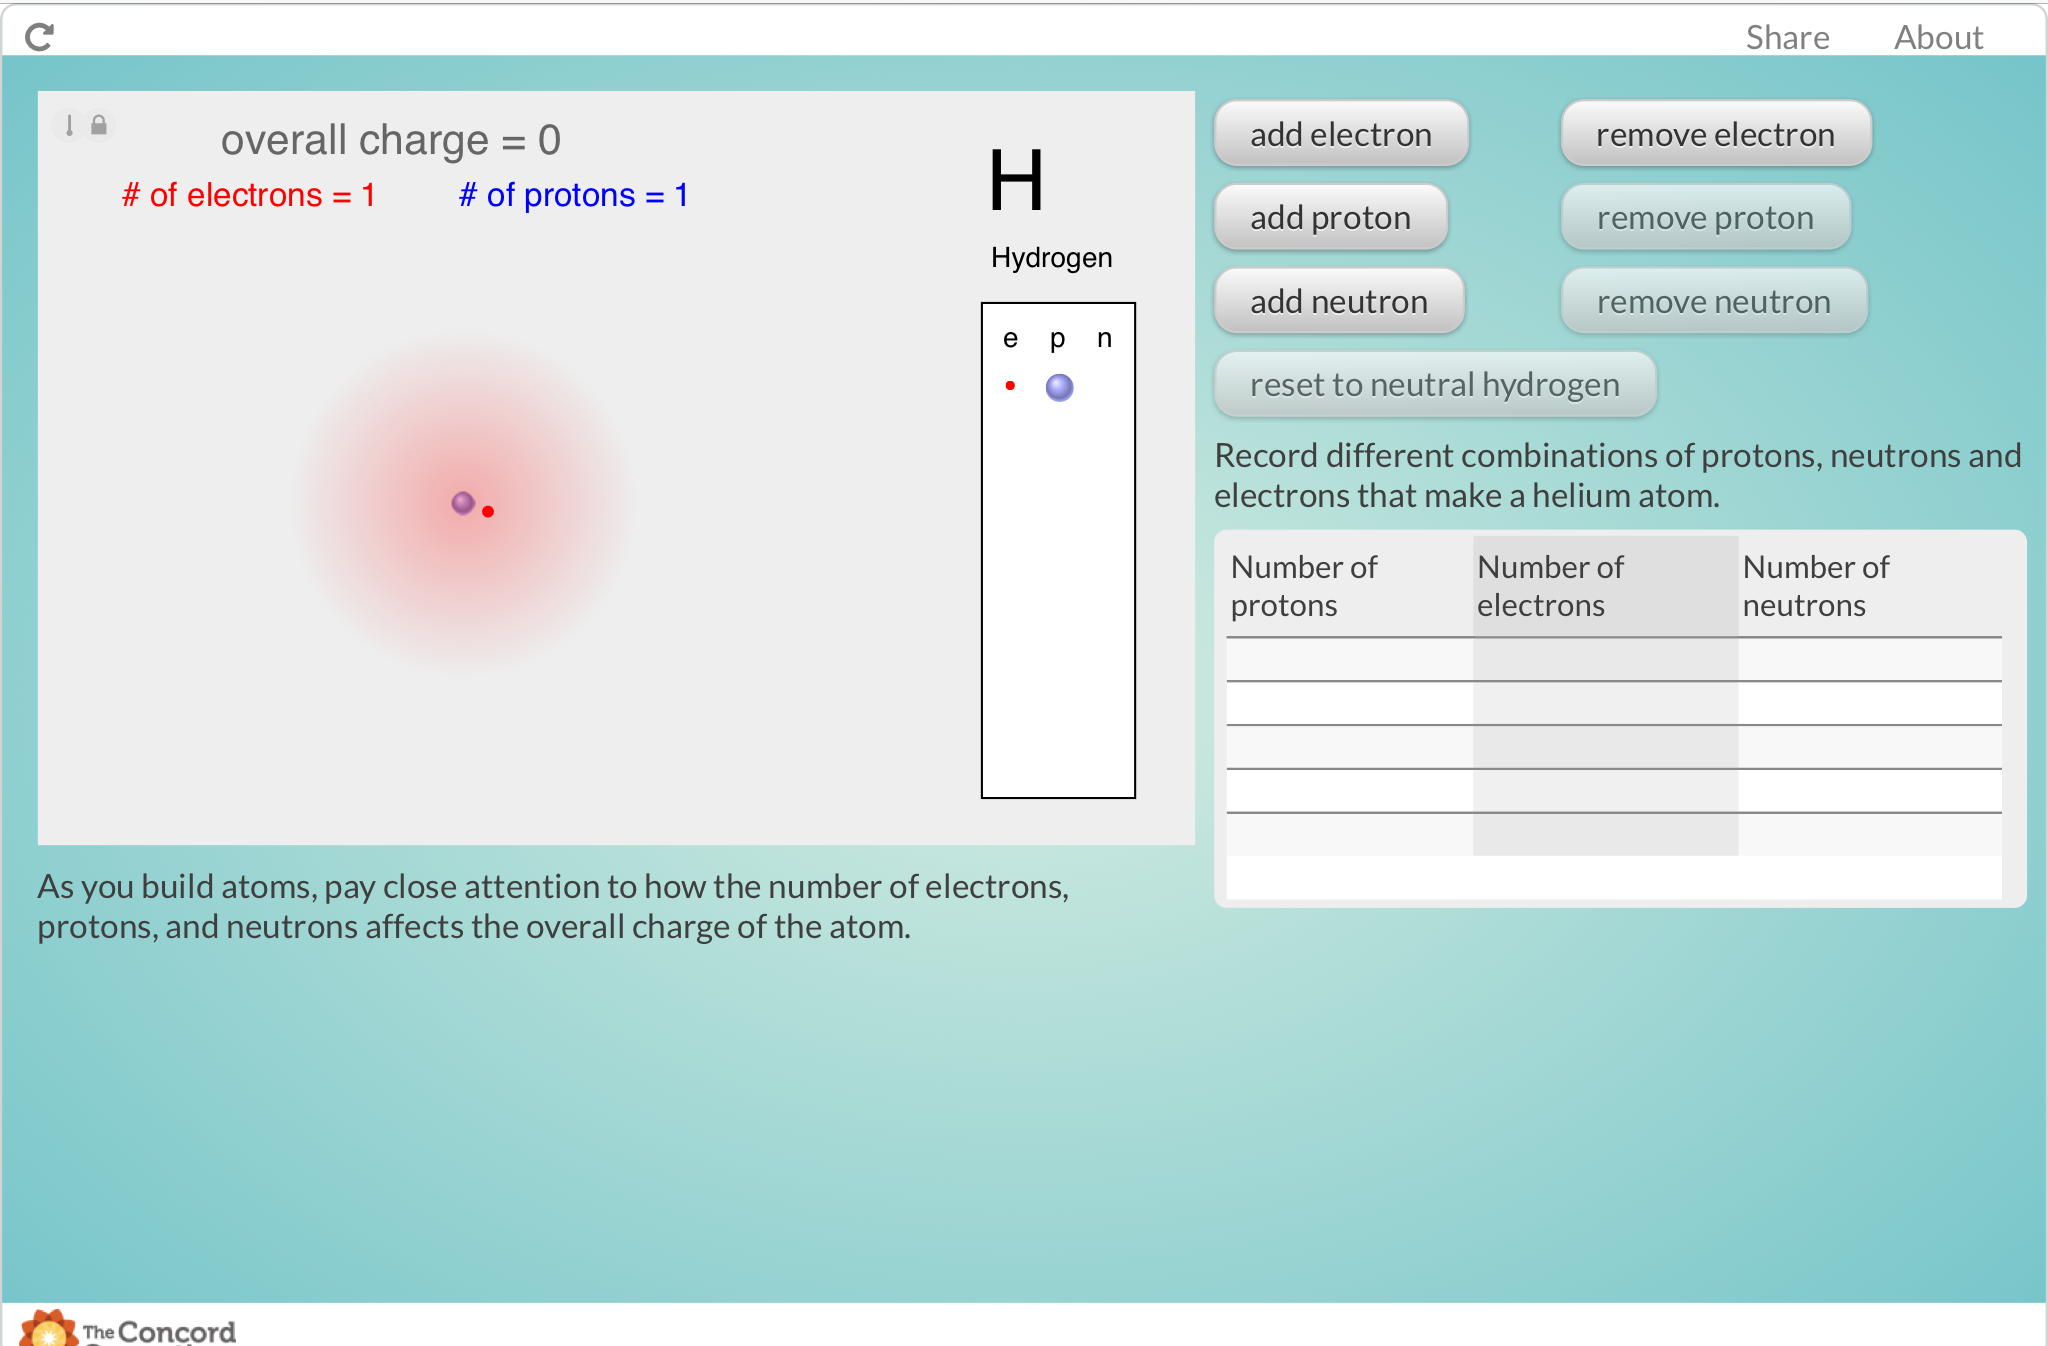 Share About
overall charge = 0
# of electrons = 1 # of protons = 1
H
Hydrogen
e p n
add electron remove electron
add proton remove proton
add neutron remove neutron
reset to neutral hydrogen
Record different combinations of protons, neutrons and
electrons that make a helium atom.
Number of Number of Number of
protons electrons neutrons
As you build atoms, pay close attention to how the number of electrons,
protons, and neutrons affects the overall charge of the atom.
The Concord